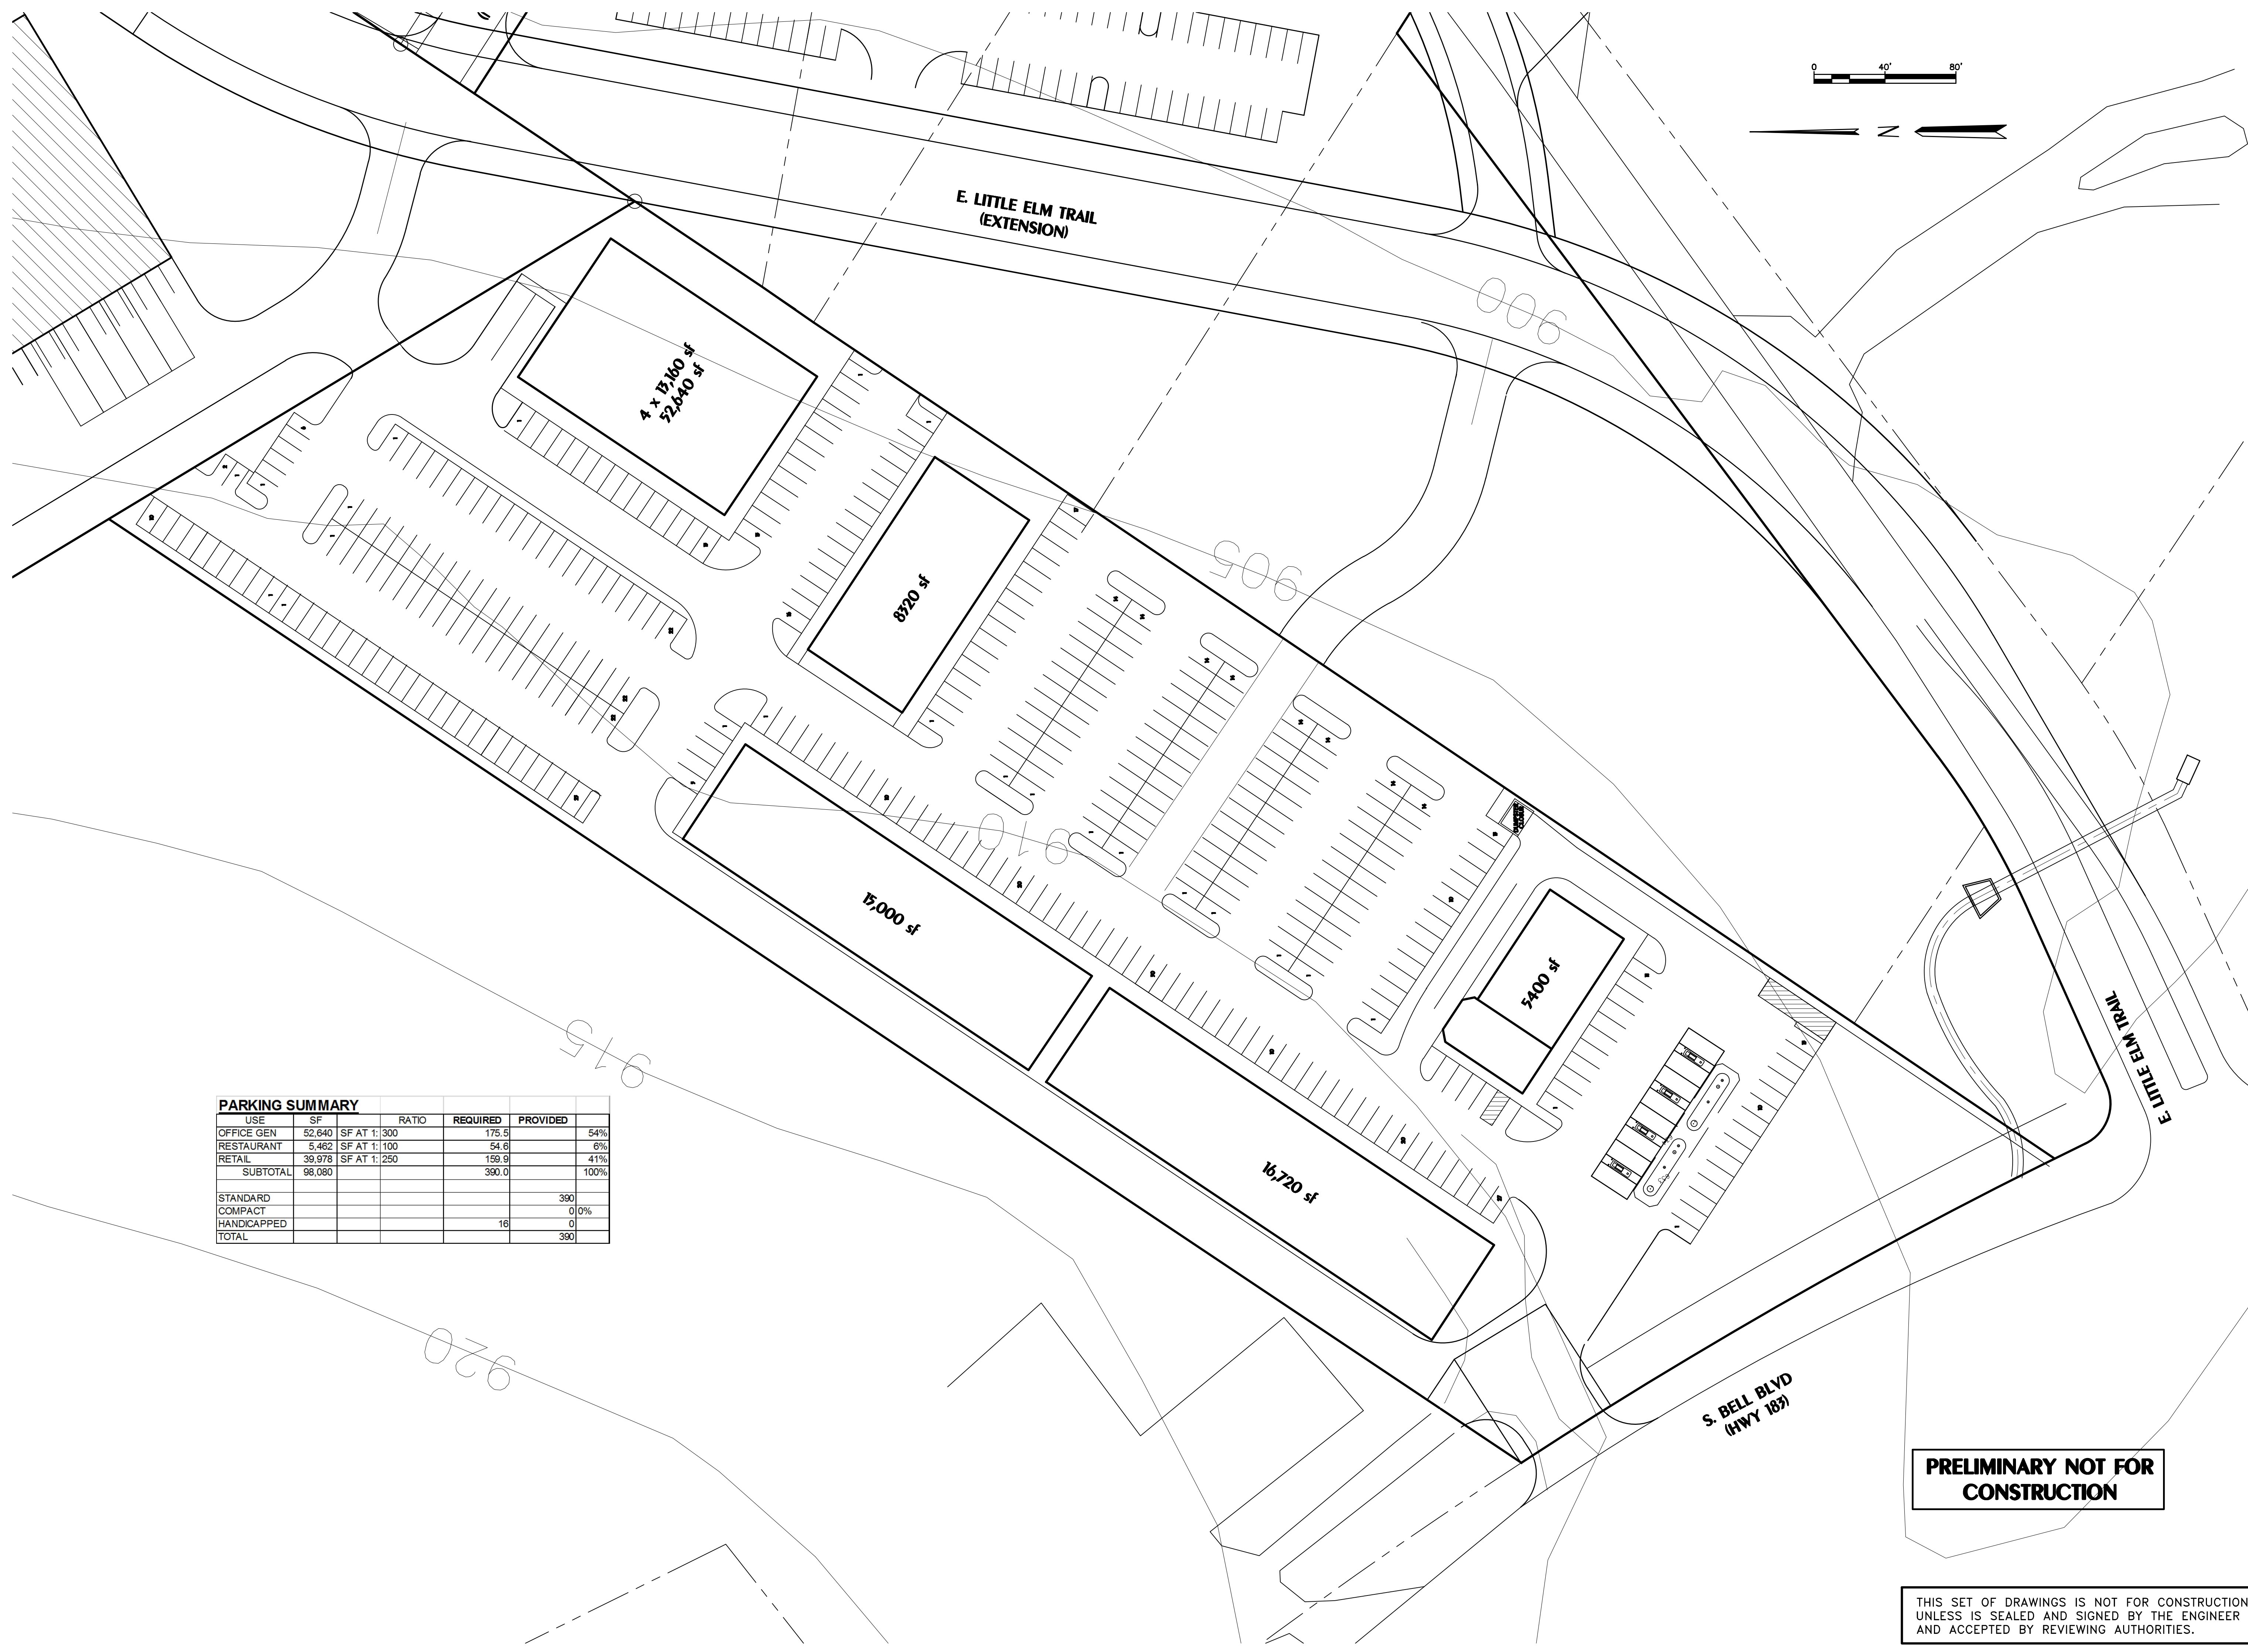 0 40' 80'
N
E. LITTLE ELM TRAIL
(EXTENSION)
900
4 x 13,160 sf
52,640 sf
905
8320 sf
910
15,000 sf
5400 sf
E. LITTLE ELM TRAIL
915
16,720 sf
PARKING SUMMARY
USE SF RATIO REQUIRED PROVIDED
OFFICE GEN 52,640 SF AT 1: 300 175.5 54%
RESTAURANT 5,462 SF AT 1: 100 54.6 6%
RETAIL 39,978 SF AT 1: 250 159.9 41%
SUBTOTAL 98,080 390.0 100%
STANDARD 390
COMPACT 0 0%
HANDICAPPED 16 0
TOTAL 390
920
S. BELL BLVD
(HWY 183)
PRELIMINARY NOT FOR
CONSTRUCTION
THIS SET OF DRAWINGS IS NOT FOR CONSTRUCTION
UNLESS IS SEALED AND SIGNED BY THE ENGINEER
AND ACCEPTED BY REVIEWING AUTHORITIES.